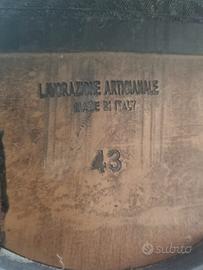 LAVORAZIONE ARTIGIANALE
MADE IN ITALY
43
subito